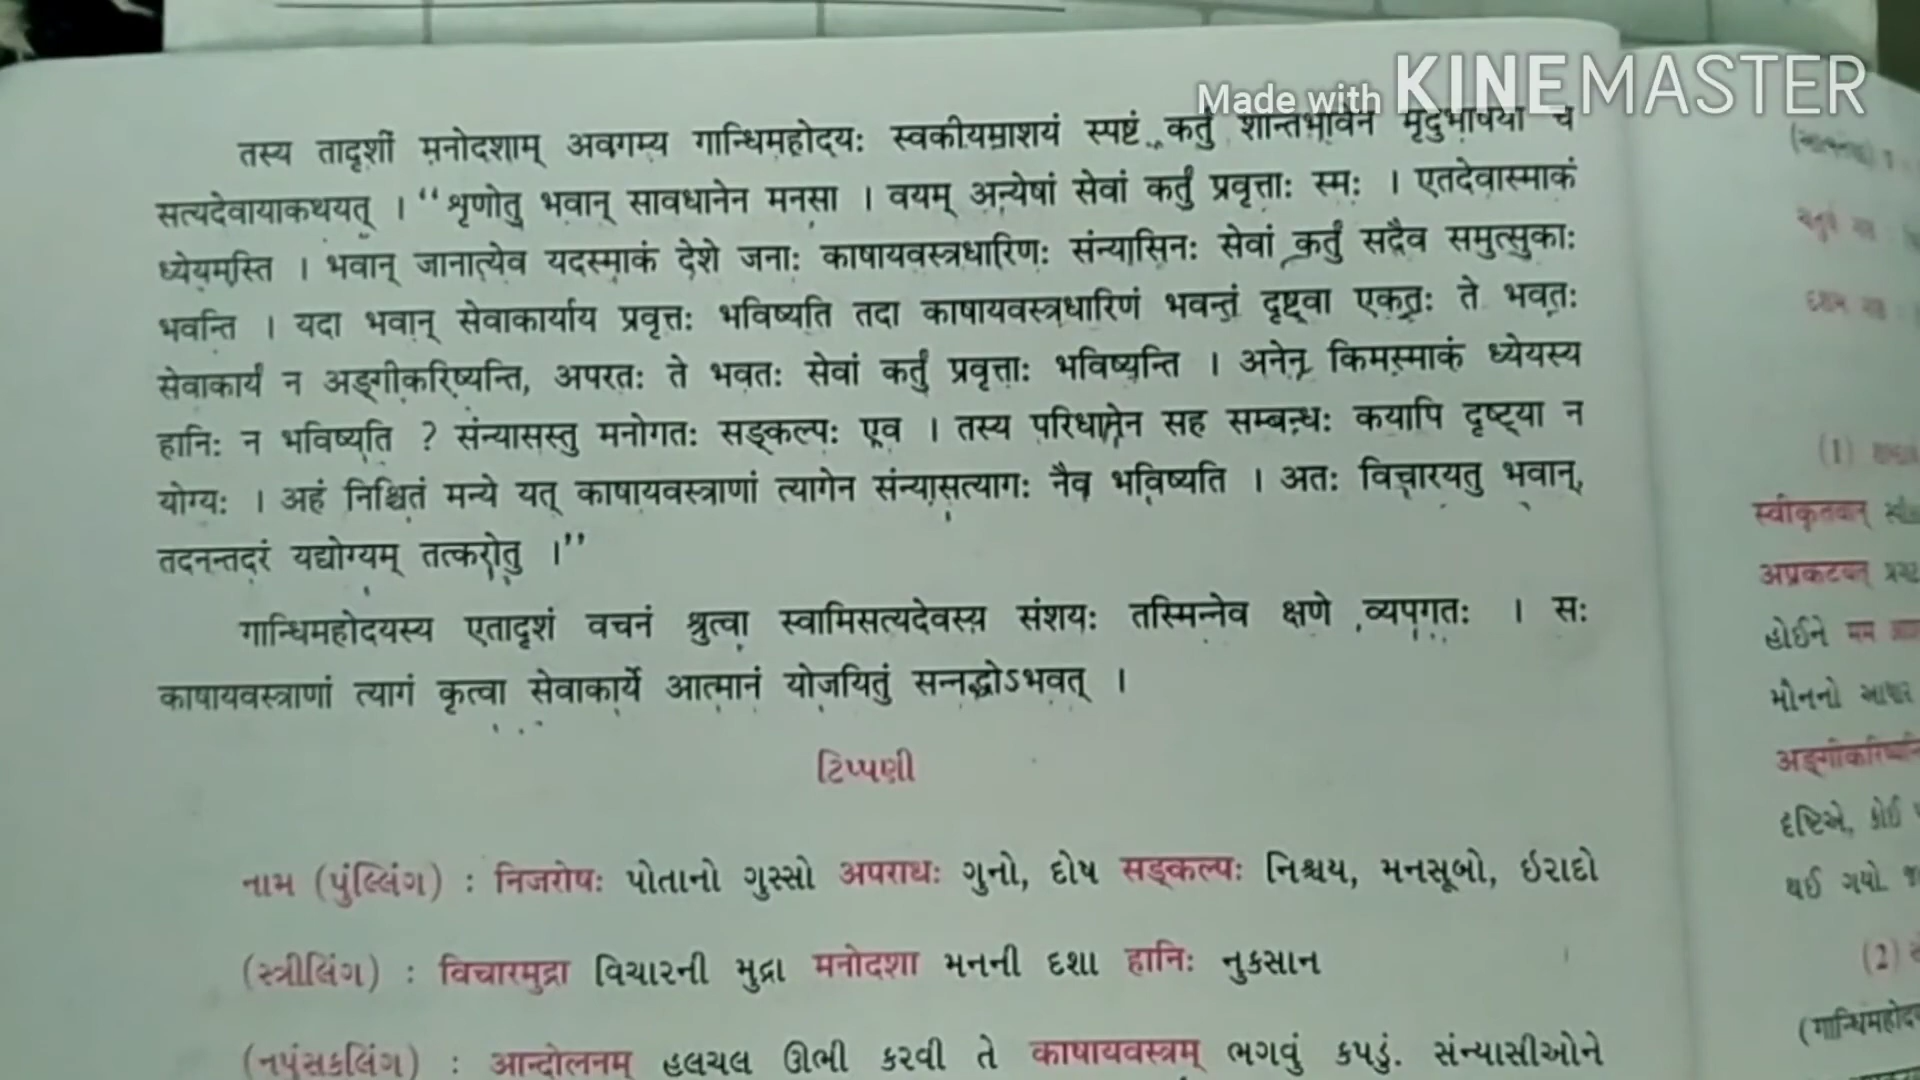 Made with KINEMASTER
तस्य तादृशीं मनोदशाम् अवगम्य गान्धिमहोदयः स्वकीयमाशयं स्पष्टं कर्तुं शान्तभावेन मृदुभाषया च
सत्यदेवायाकथयत् । “शृणोतु भवान् सावधानेन मनसा । वयम् अन्येषां सेवां कर्तुं प्रवृत्ताः स्मः । एतदेवास्माकं
ध्येयमस्ति । भवान् जानात्येव यदस्माकं देशे जनाः काषायवस्त्रधारिणः संन्यासिनः सेवां कर्तुं सदैव समुत्सुकाः
भवन्ति । यदा भवान् सेवाकार्याय प्रवृत्तः भविष्यति तदा काषायवस्त्रधारिणं भवन्तं दृष्ट्वा एकतः ते भवतः
सेवाकार्यं न अङ्गीकरिष्यन्ति, अपरतः ते भवतः सेवां कर्तुं प्रवृत्ताः भविष्यन्ति । अनेन किमस्माकं ध्येयस्य
हानिः न भविष्यति ? संन्यासस्तु मनोगतः सङ्कल्पः एव । तस्य परिधानेन सह सम्बन्धः कयापि दृष्ट्या न
योग्यः । अहं निश्चितं मन्ये यत् काषायवस्त्राणां त्यागेन संन्यासत्यागः नैव भविष्यति । अतः विचारयतु भवान्,
तदनन्तदरं यद्योग्यम् तत्करोतु ।”
गान्धिमहोदयस्य एतादृशं वचनं श्रुत्वा स्वामिसत्यदेवस्य संशयः तस्मिन्नेव क्षणे व्यपगतः । सः
काषायवस्त्राणां त्यागं कृत्वा सेवाकार्ये आत्मानं योजयितुं सन्नद्धोऽभवत् ।
ટિપ્પણી
નામ (પુંલ્લિંગ) : निजरोषः પોતાનો ગુસ્સો अपराधः ગુનો, દોષ सङ्कल्पः નિશ્ચય, મનસૂબો, ઈરાદો
(સ્ત્રીલિંગ) : विचारमुद्रा વિચારની મુદ્રા मनोदशा મનની દશા हानिः નુકસાન
(નપુંસકલિંગ) : आन्दोलनम् હલચલ ઊભી કરવી તે काषायवस्त्रम् ભગવું કપડું. સંન્યાસીઓને
(1)
स्वीकृतवान्
अप्रकटयत्
હોઈને मम
મૌનનો આધાર
દૃષ્ટિએ, કોઈ
થઈ ગયો.
(2)